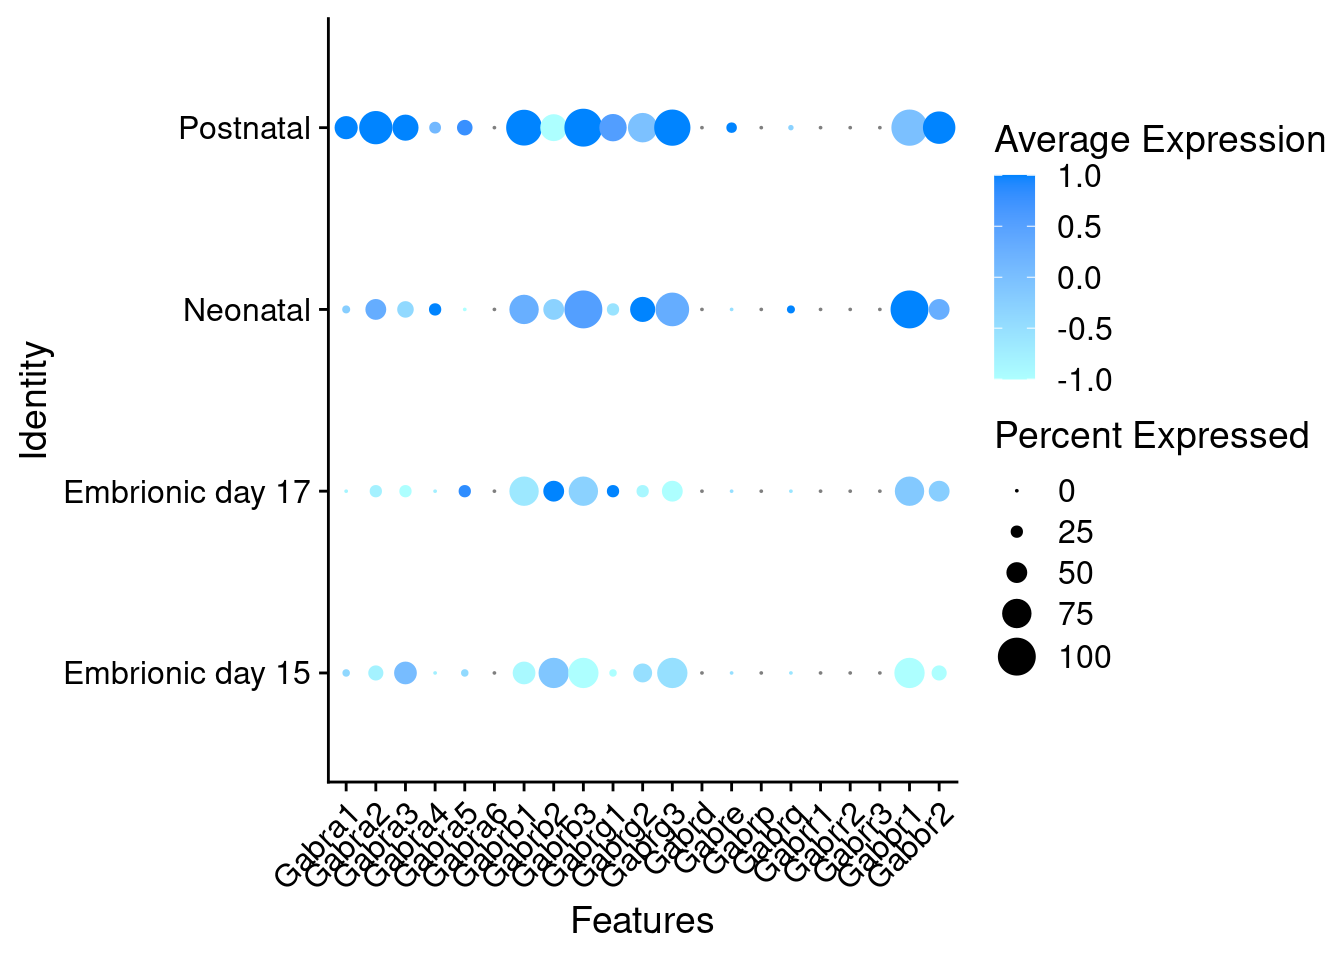 Postnatal
Neonatal
Embrionic day 17
Embrionic day 15
Identity
Gabra1
Gabra2
Gabra3
Gabra4
Gabra5
Gabra6
Gabrb1
Gabrb2
Gabrb3
Gabrg1
Gabrg2
Gabrg3
Gabrd
Gabre
Gabrp
Gabrq
Gabrr1
Gabrr2
Gabrr3
Gabbr1
Gabbr2
Features
Average Expression
1.0
0.5
0.0
-0.5
-1.0
Percent Expressed
0
25
50
75
100